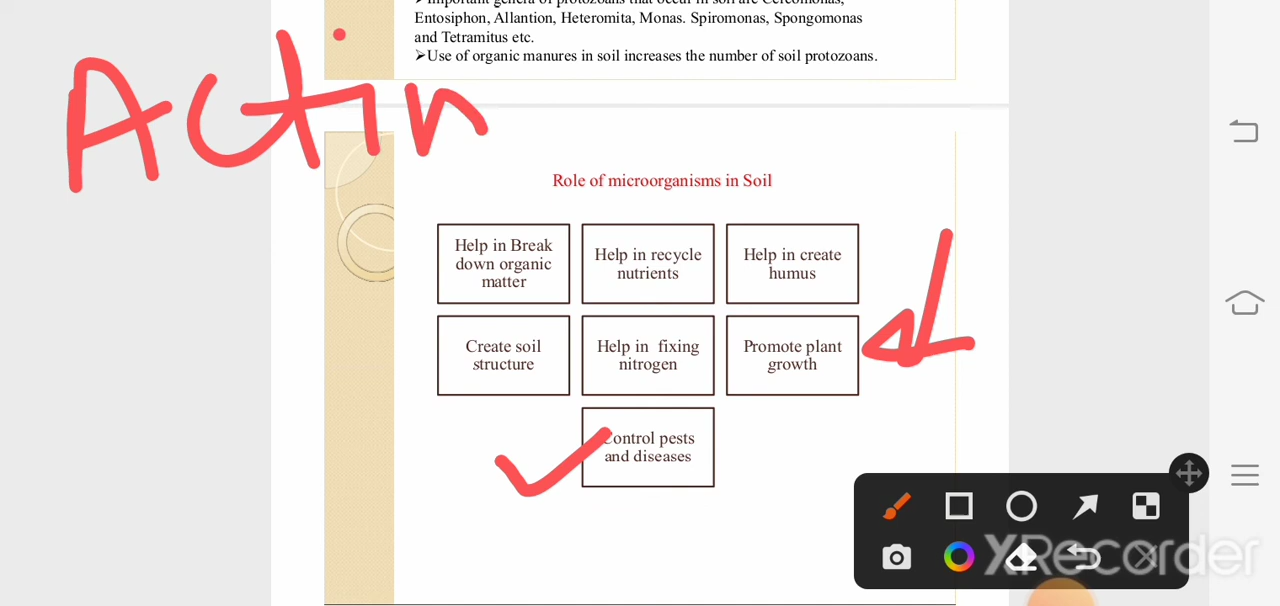 Entosiphon, Allantion, Heteromita, Monas. Spiromonas, Spongomonas
and Tetramitus etc.
➢Use of organic manures in soil increases the number of soil protozoans.
Actin
Role of microorganisms in Soil
Help in Break
down organic
matter
Help in recycle
nutrients
Help in create
humus
Create soil
structure
Help in fixing
nitrogen
Promote plant
growth
Control pests
and diseases
XRecorder